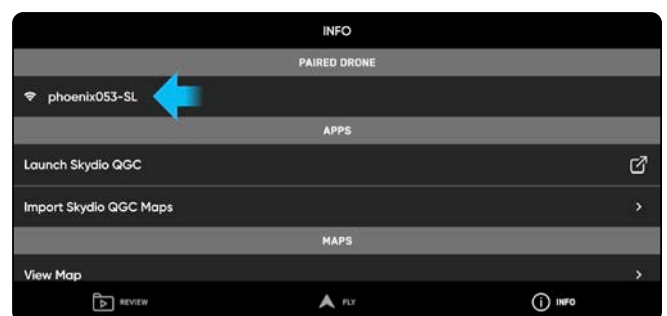 INFO
PAIRED DRONE
phoenix053-SL
APPS
Launch Skydio QGC
Import Skydio QGC Maps
MAPS
View Map
REVIEW FLY INFO